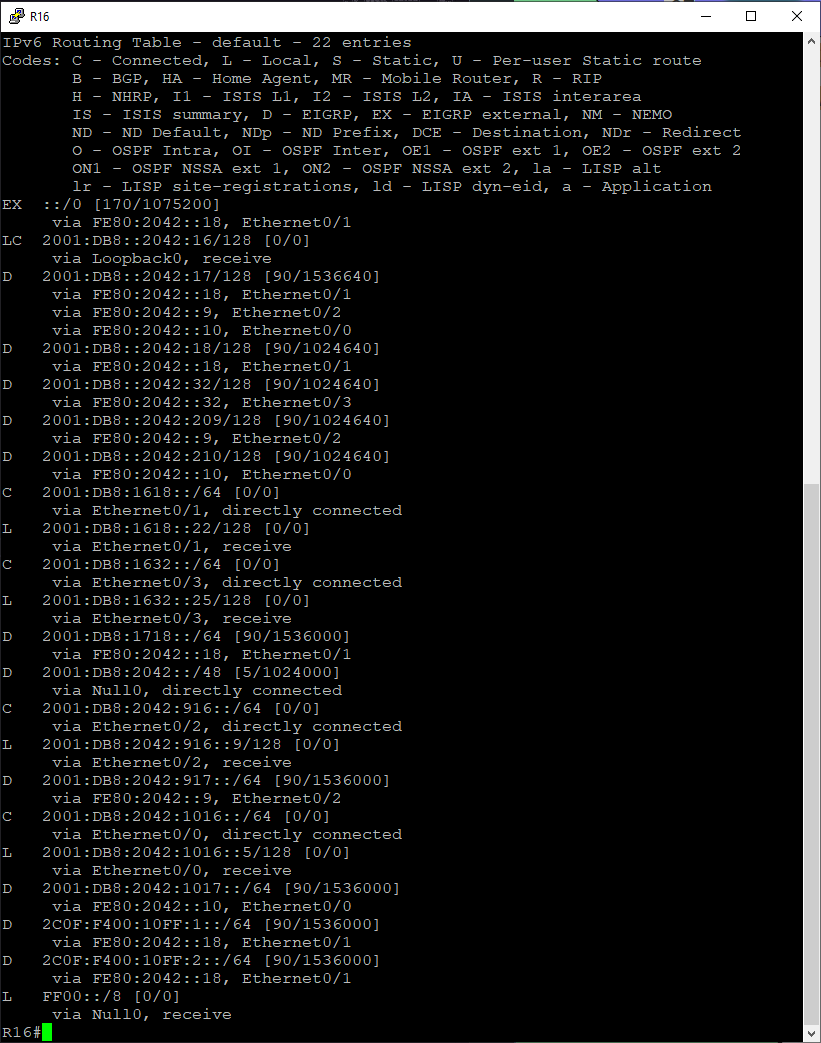 R16
IPv6 Routing Table - default - 22 entries
Codes: C - Connected, L - Local, S - Static, U - Per-user Static route
       B - BGP, HA - Home Agent, MR - Mobile Router, R - RIP
       H - NHRP, I1 - ISIS L1, I2 - ISIS L2, IA - ISIS interarea
       IS - ISIS summary, D - EIGRP, EX - EIGRP external, NM - NEMO
       ND - ND Default, NDp - ND Prefix, DCE - Destination, NDr - Redirect
       O - OSPF Intra, OI - OSPF Inter, OE1 - OSPF ext 1, OE2 - OSPF ext 2
       ON1 - OSPF NSSA ext 1, ON2 - OSPF NSSA ext 2, la - LISP alt
       lr - LISP site-registrations, ld - LISP dyn-eid, a - Application
EX  ::/0 [170/1075200]
     via FE80:2042::18, Ethernet0/1
LC  2001:DB8::2042:16/128 [0/0]
     via Loopback0, receive
D   2001:DB8::2042:17/128 [90/1536640]
     via FE80:2042::18, Ethernet0/1
     via FE80:2042::9, Ethernet0/2
     via FE80:2042::10, Ethernet0/0
D   2001:DB8::2042:18/128 [90/1024640]
     via FE80:2042::18, Ethernet0/1
D   2001:DB8::2042:32/128 [90/1024640]
     via FE80:2042::32, Ethernet0/3
D   2001:DB8::2042:209/128 [90/1024640]
     via FE80:2042::9, Ethernet0/2
D   2001:DB8::2042:210/128 [90/1024640]
     via FE80:2042::10, Ethernet0/0
C   2001:DB8:1618::/64 [0/0]
     via Ethernet0/1, directly connected
L   2001:DB8:1618::22/128 [0/0]
     via Ethernet0/1, receive
C   2001:DB8:1632::/64 [0/0]
     via Ethernet0/3, directly connected
L   2001:DB8:1632::25/128 [0/0]
     via Ethernet0/3, receive
D   2001:DB8:1718::/64 [90/1536000]
     via FE80:2042::18, Ethernet0/1
D   2001:DB8:2042::/48 [5/1024000]
     via Null0, directly connected
C   2001:DB8:2042:916::/64 [0/0]
     via Ethernet0/2, directly connected
L   2001:DB8:2042:916::9/128 [0/0]
     via Ethernet0/2, receive
D   2001:DB8:2042:917::/64 [90/1536000]
     via FE80:2042::9, Ethernet0/2
C   2001:DB8:2042:1016::/64 [0/0]
     via Ethernet0/0, directly connected
L   2001:DB8:2042:1016::5/128 [0/0]
     via Ethernet0/0, receive
D   2001:DB8:2042:1017::/64 [90/1536000]
     via FE80:2042::10, Ethernet0/0
D   2C0F:F400:10FF:1::/64 [90/1536000]
     via FE80:2042::18, Ethernet0/1
D   2C0F:F400:10FF:2::/64 [90/1536000]
     via FE80:2042::18, Ethernet0/1
L   FF00::/8 [0/0]
     via Null0, receive
R16#